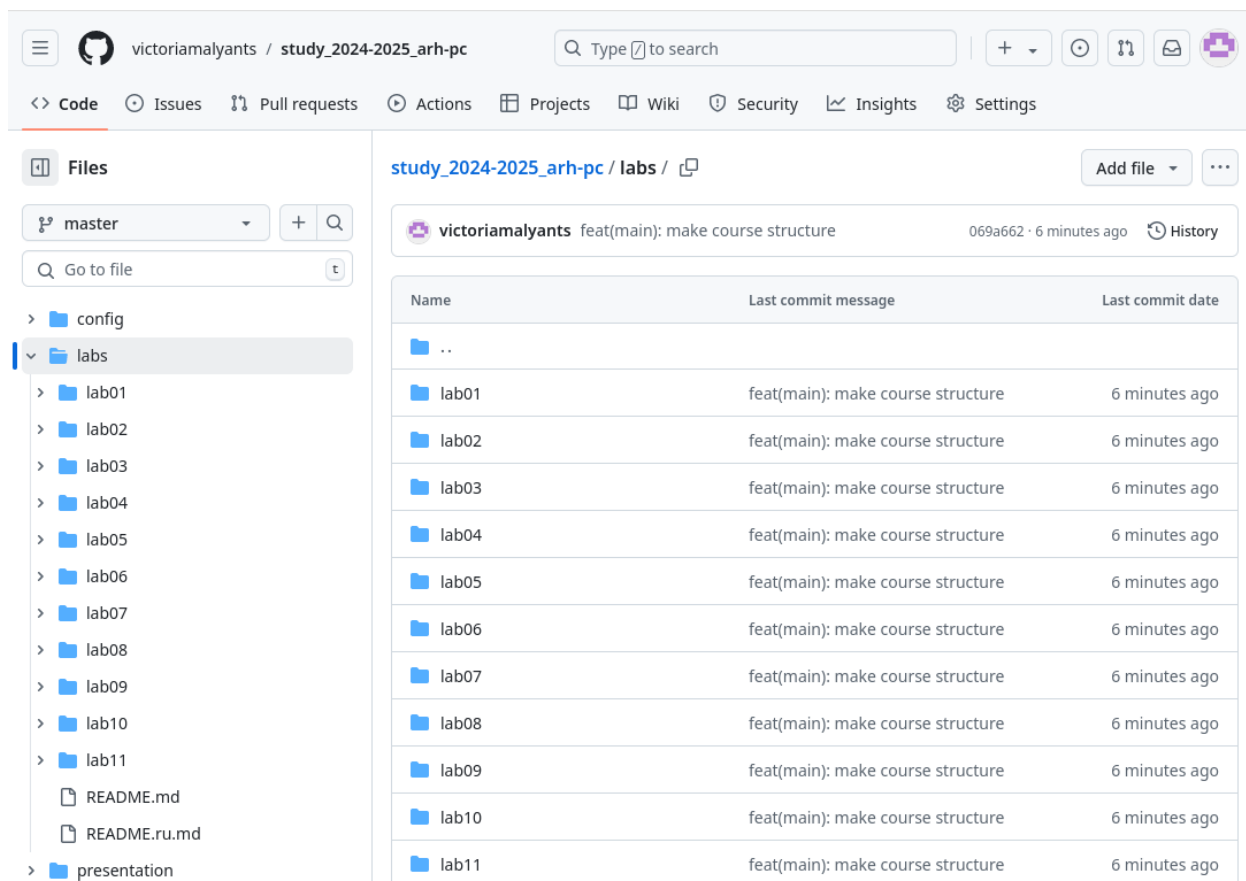 victoriamalyants / study_2024-2025_arh-pc
Type / to search
Code Issues Pull requests Actions Projects Wiki Security Insights Settings
Files
master
Go to file t
config
labs
lab01
lab02
lab03
lab04
lab05
lab06
lab07
lab08
lab09
lab10
lab11
README.md
README.ru.md
presentation
study_2024-2025_arh-pc / labs /
Add file
victoriamalyants feat(main): make course structure 069a662 · 6 minutes ago History
Name Last commit message Last commit date
..
lab01 feat(main): make course structure 6 minutes ago
lab02 feat(main): make course structure 6 minutes ago
lab03 feat(main): make course structure 6 minutes ago
lab04 feat(main): make course structure 6 minutes ago
lab05 feat(main): make course structure 6 minutes ago
lab06 feat(main): make course structure 6 minutes ago
lab07 feat(main): make course structure 6 minutes ago
lab08 feat(main): make course structure 6 minutes ago
lab09 feat(main): make course structure 6 minutes ago
lab10 feat(main): make course structure 6 minutes ago
lab11 feat(main): make course structure 6 minutes ago